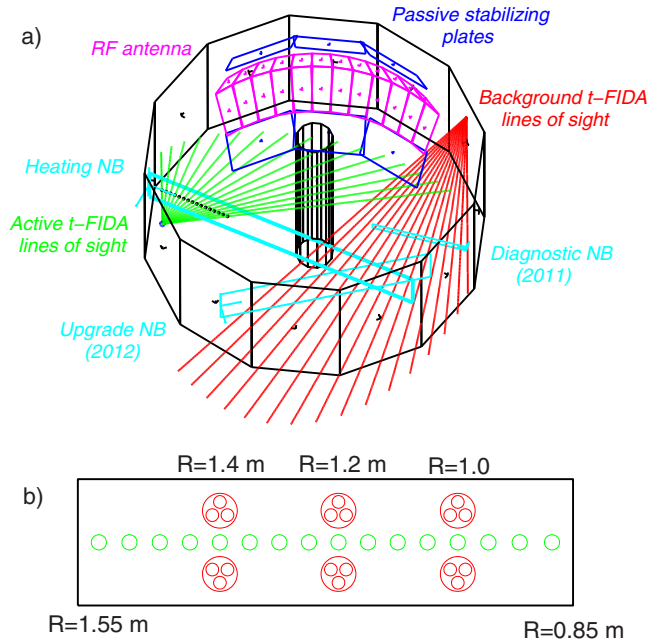 a)
Passive stabilizing
plates
RF antenna
Background t-FIDA
lines of sight
Heating NB
Active t-FIDA
lines of sight
Diagnostic NB
(2011)
Upgrade NB
(2012)
b)
R=1.4 m R=1.2 m R=1.0
R=1.55 m R=0.85 m